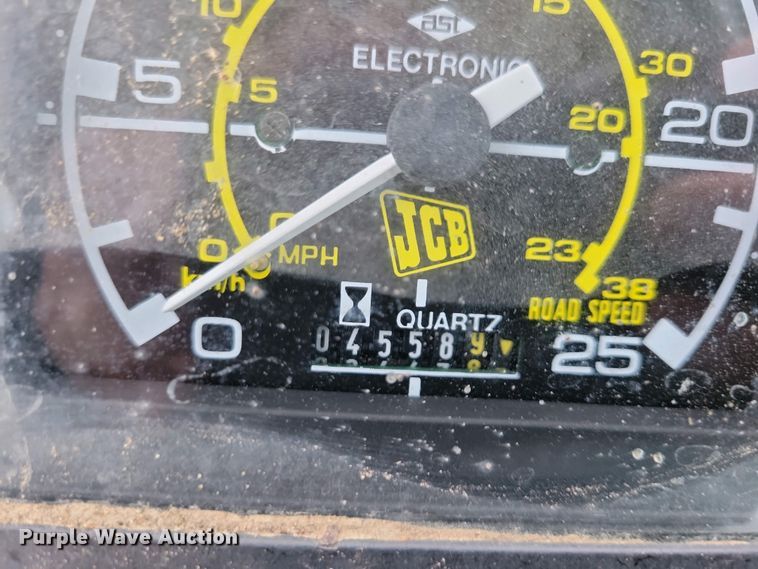 10
15
ast
ELECTRONIC
5
5
30
20
20
0
0
MPH
km/h
JCB
23
38
ROAD SPEED
QUARTZ
0
04558
25
Purple Wave Auction